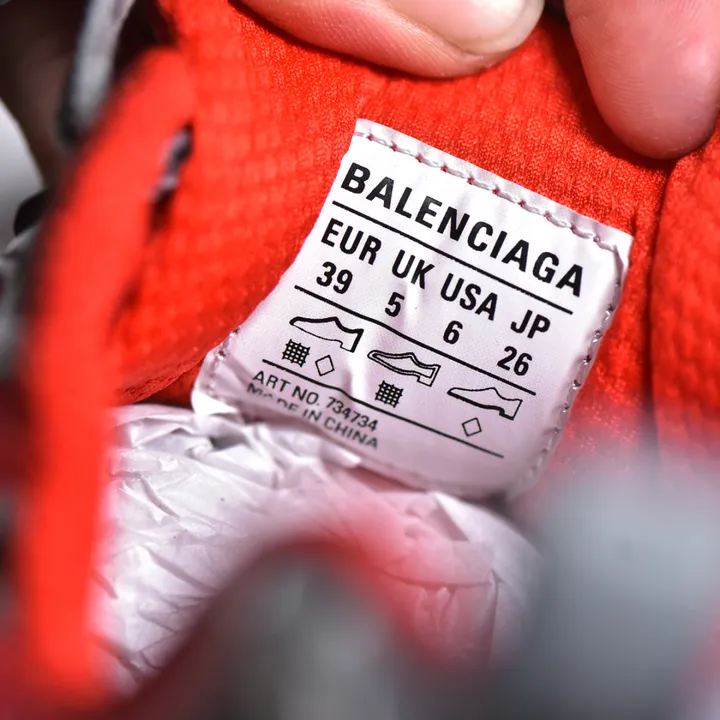 BALENCIAGA
EUR UK USA JP
39 5 6 26
ART NO. 734734
MADE IN CHINA